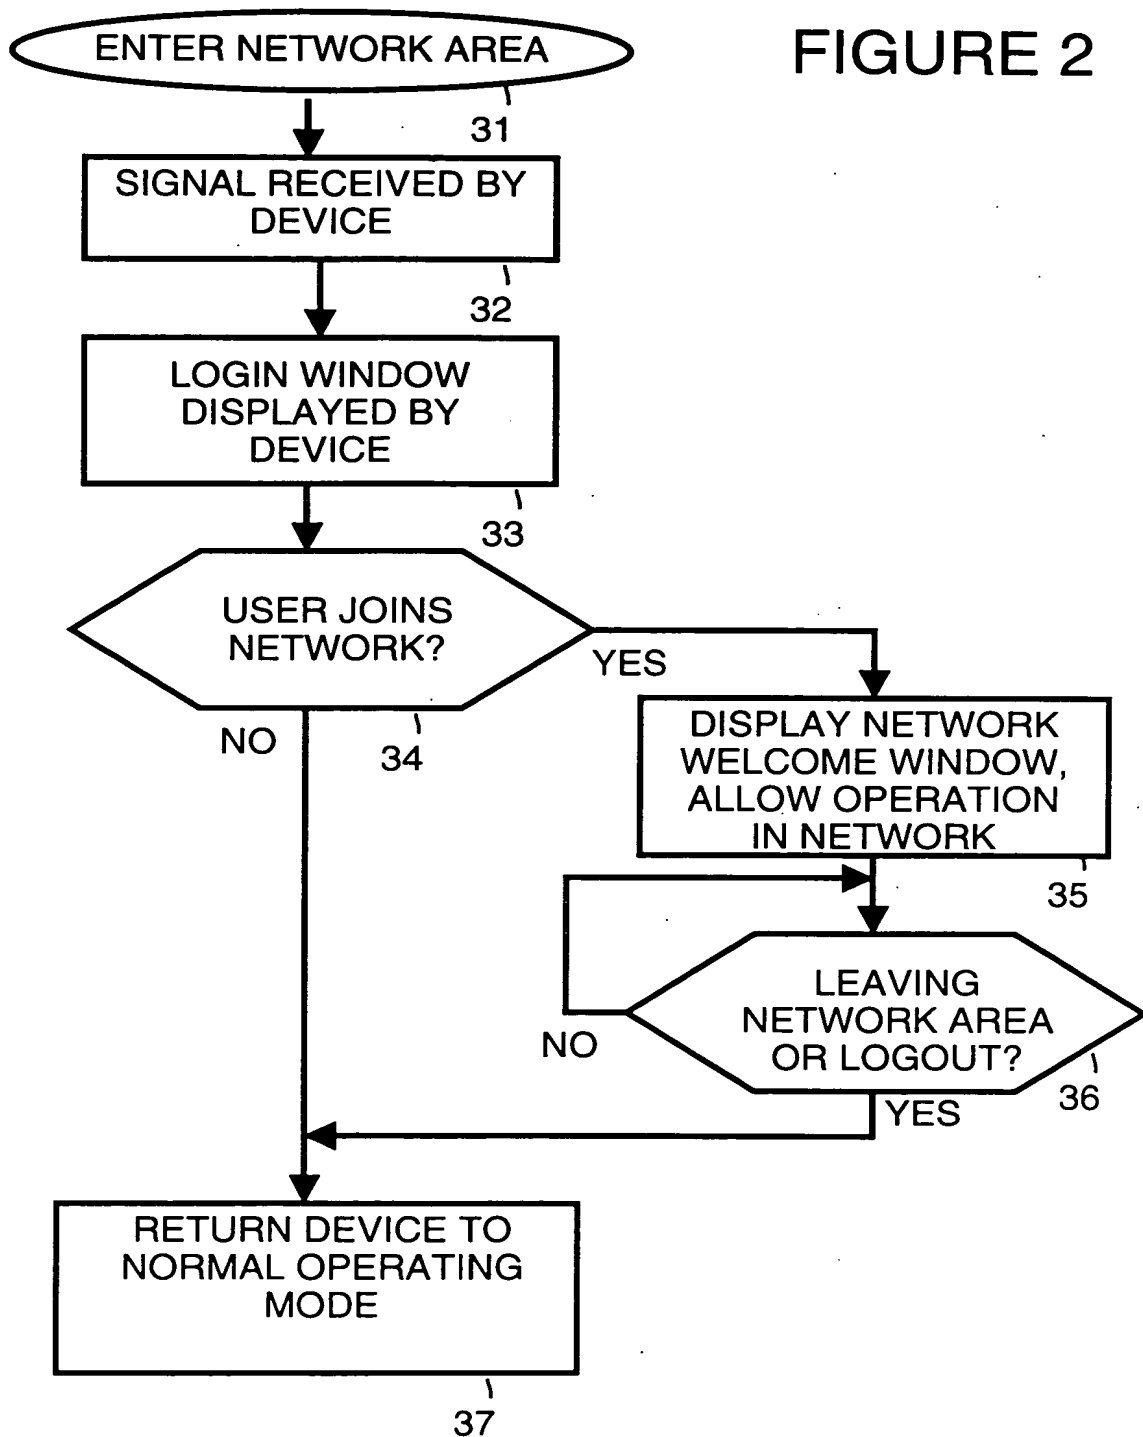 FIGURE 2
ENTER NETWORK AREA
31
SIGNAL RECEIVED BY
DEVICE
32
LOGIN WINDOW
DISPLAYED BY
DEVICE
33
USER JOINS
NETWORK?
YES
NO
34
DISPLAY NETWORK
WELCOME WINDOW,
ALLOW OPERATION
IN NETWORK
35
LEAVING
NETWORK AREA
OR LOGOUT?
NO
36
YES
RETURN DEVICE TO
NORMAL OPERATING
MODE
37